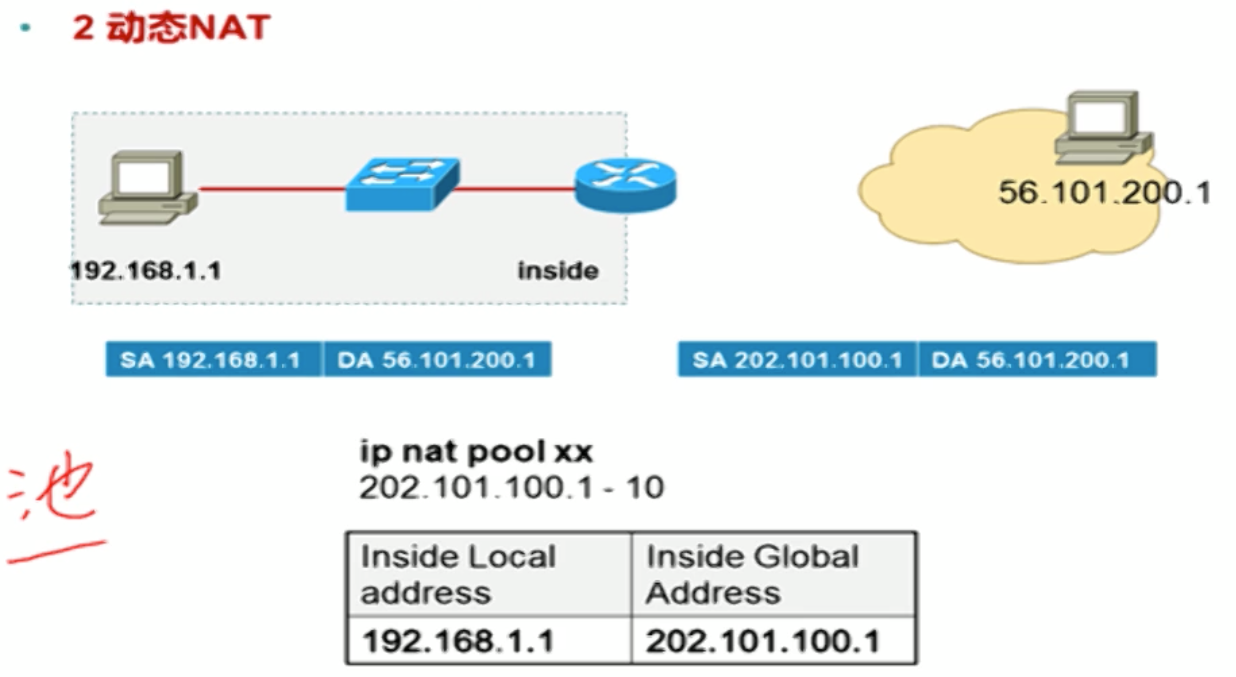 • 2 动态NAT
56.101.200.1
192.168.1.1
inside
SA 192.168.1.1 DA 56.101.200.1
SA 202.101.100.1 DA 56.101.200.1
池
ip nat pool xx
202.101.100.1 - 10
Inside Local address
Inside Global Address
192.168.1.1
202.101.100.1